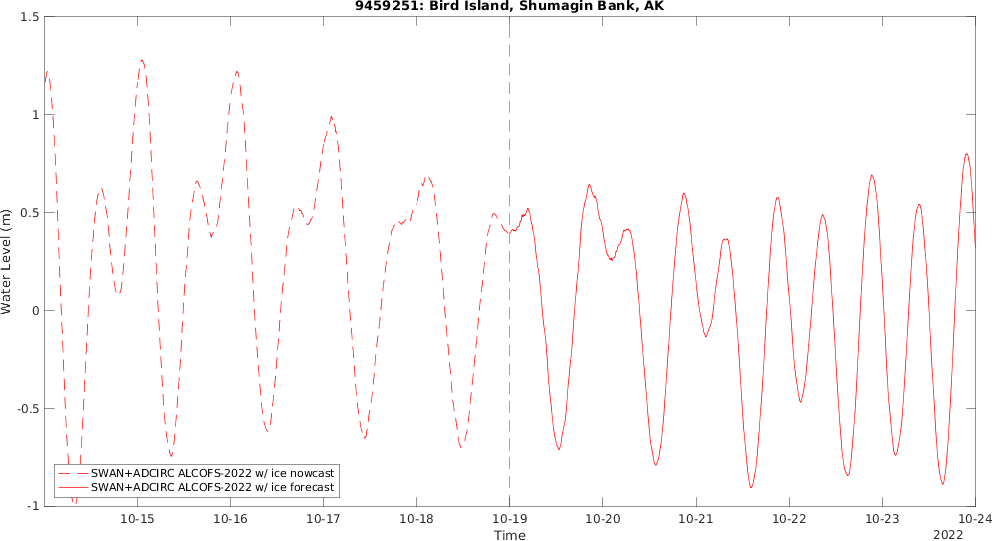 9459251: Bird Island, Shumagin Bank, AK
1.5
1
0.5
0
-0.5
-1
Water Level (m)
SWAN+ADCIRC ALCOFS-2022 w/ ice nowcast
SWAN+ADCIRC ALCOFS-2022 w/ ice forecast
10-15 10-16 10-17 10-18 10-19 10-20 10-21 10-22 10-23 10-24
Time
2022